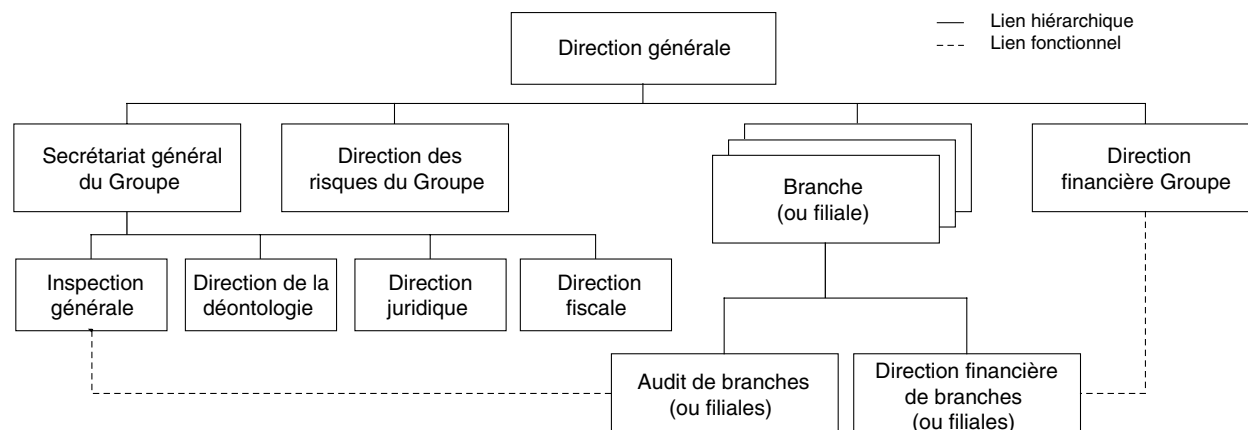 Direction générale
Lien hiérarchique
Lien fonctionnel
Secrétariat général
du Groupe
Direction des
risques du Groupe
Branche
(ou filiale)
Direction
financière Groupe
Inspection
générale
Direction de la
déontologie
Direction
juridique
Direction
fiscale
Audit de branches
(ou filiales)
Direction financière
de branches
(ou filiales)